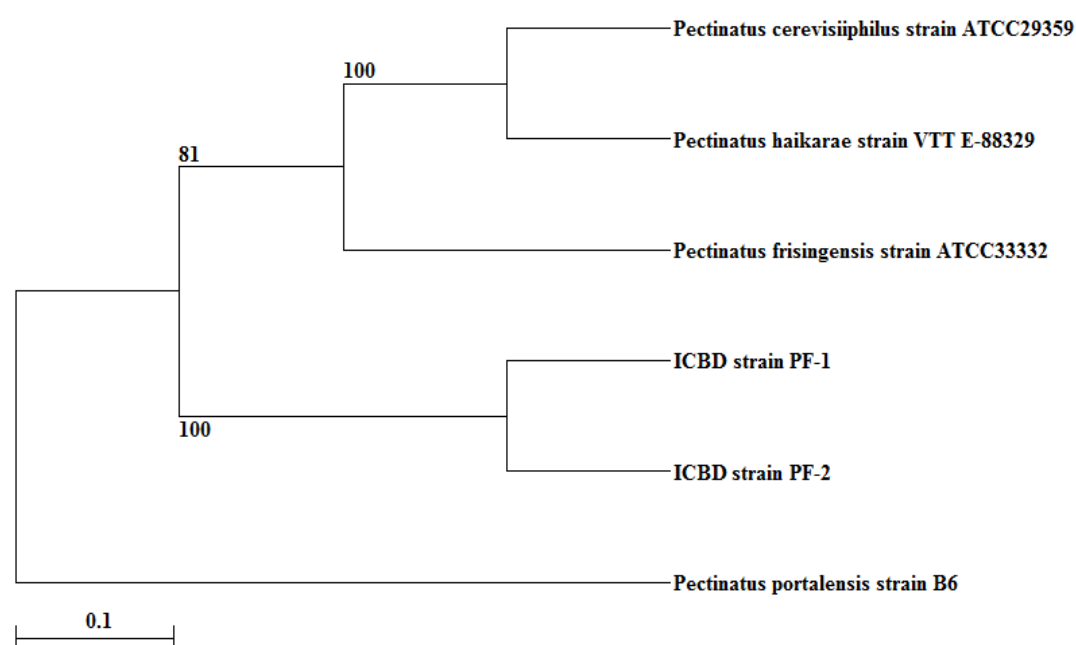 Pectinatus cerevisiiphilus strain ATCC29359
100
Pectinatus haikarae strain VTT E-88329
81
Pectinatus frisingensis strain ATCC33332
ICBD strain PF-1
100
ICBD strain PF-2
Pectinatus portalensis strain B6
0.1